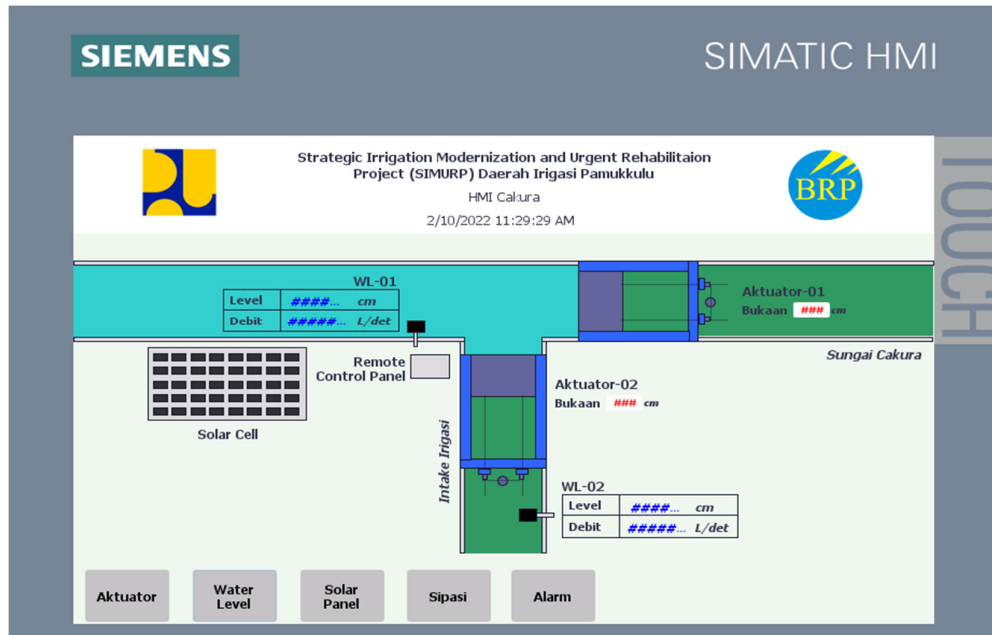 SIEMENS
SIMATIC HMI
TOUCH
Strategic Irrigation Modernization and Urgent Rehabilitaion
Project (SIMURP) Daerah Irigasi Pamukkulu
HMI Cakura
2/10/2022 11:29:29 AM
BRP
WL-01
Level ####... cm
Debit #####... L/det
Aktuator-01
Bukaan ### cm
Sungai Cakura
Remote
Control Panel
Solar Cell
Aktuator-02
Bukaan ### cm
Intake Irigasi
WL-02
Level ####... cm
Debit #####... L/det
Aktuator
Water
Level
Solar
Panel
Sipasi
Alarm